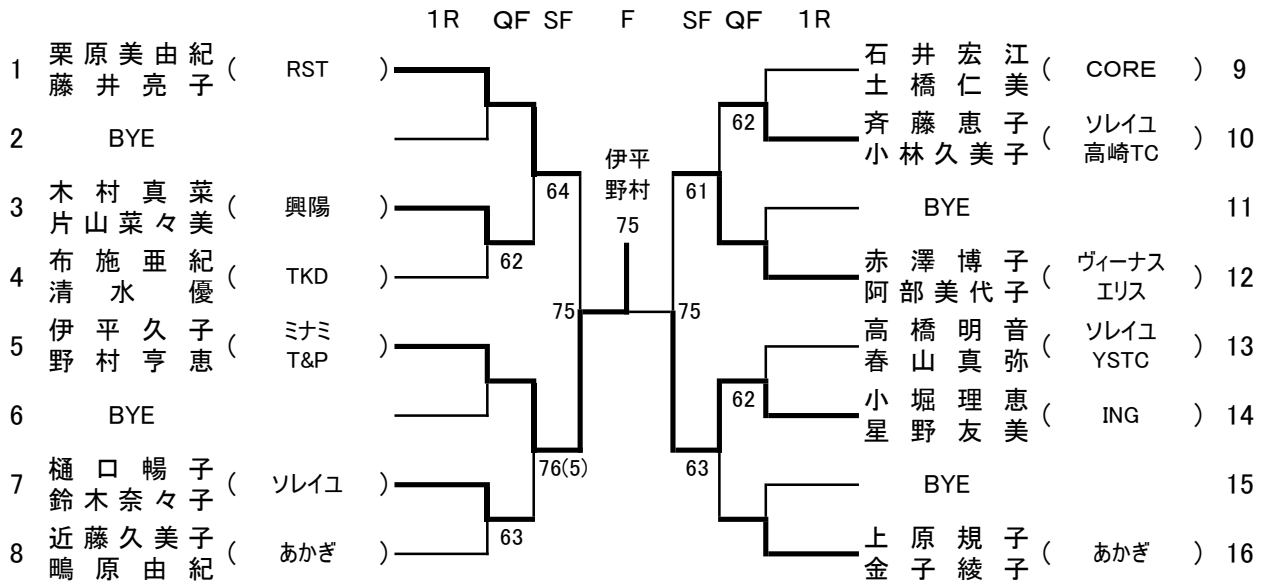 1R QF SF F SF QF 1R
1 栗原美由紀 藤井亮子 ( RST )
2 BYE
3 木村真菜 片山菜々美 ( 興陽 )
4 布施亜紀 清水優 ( TKD )
5 伊平久子 野村亨恵 ( ミナミ T&P )
6 BYE
7 樋口暢子 鈴木奈々子 ( ソレイユ )
8 近藤久美子 鴫原由紀 ( あかぎ )
62
63
64
76(5)
75
伊平
野村
75
75
61
63
62
62
石井宏江 土橋仁美 ( CORE ) 9
斉藤恵子 小林久美子 ( ソレイユ 高崎TC ) 10
BYE 11
赤澤博子 阿部美代子 ( ヴィーナス エリス ) 12
高橋明音 春山真弥 ( ソレイユ YSTC ) 13
小堀理恵 星野友美 ( ING ) 14
BYE 15
上原規子 金子綾子 ( あかぎ ) 16